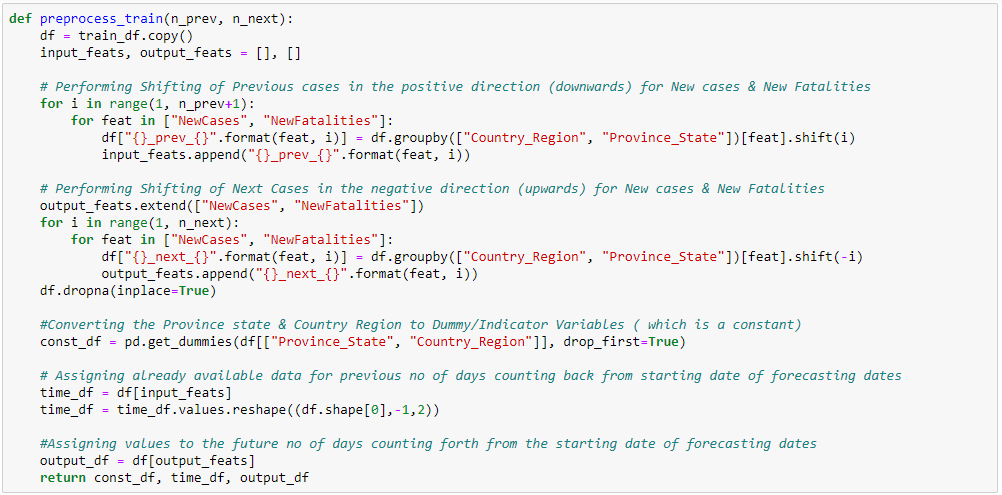 def preprocess_train(n_prev, n_next):
    df = train_df.copy()
    input_feats, output_feats = [], []

    # Performing Shifting of Previous cases in the positive direction (downwards) for New cases & New Fatalities
    for i in range(1, n_prev+1):
        for feat in ["NewCases", "NewFatalities"]:
            df["{}_prev_{}".format(feat, i)] = df.groupby(["Country_Region", "Province_State"])[feat].shift(i)
            input_feats.append("{}_prev_{}".format(feat, i))

    # Performing Shifting of Next Cases in the negative direction (upwards) for New cases & New Fatalities
    output_feats.extend(["NewCases", "NewFatalities"])
    for i in range(1, n_next):
        for feat in ["NewCases", "NewFatalities"]:
            df["{}_next_{}".format(feat, i)] = df.groupby(["Country_Region", "Province_State"])[feat].shift(-i)
            output_feats.append("{}_next_{}".format(feat, i))
    df.dropna(inplace=True)

    #Converting the Province state & Country Region to Dummy/Indicator Variables ( which is a constant)
    const_df = pd.get_dummies(df[["Province_State", "Country_Region"]], drop_first=True)

    # Assigning already available data for previous no of days counting back from starting date of forecasting dates
    time_df = df[input_feats]
    time_df = time_df.values.reshape((df.shape[0],-1,2))

    #Assigning values to the future no of days counting forth from the starting date of forecasting dates
    output_df = df[output_feats]
    return const_df, time_df, output_df